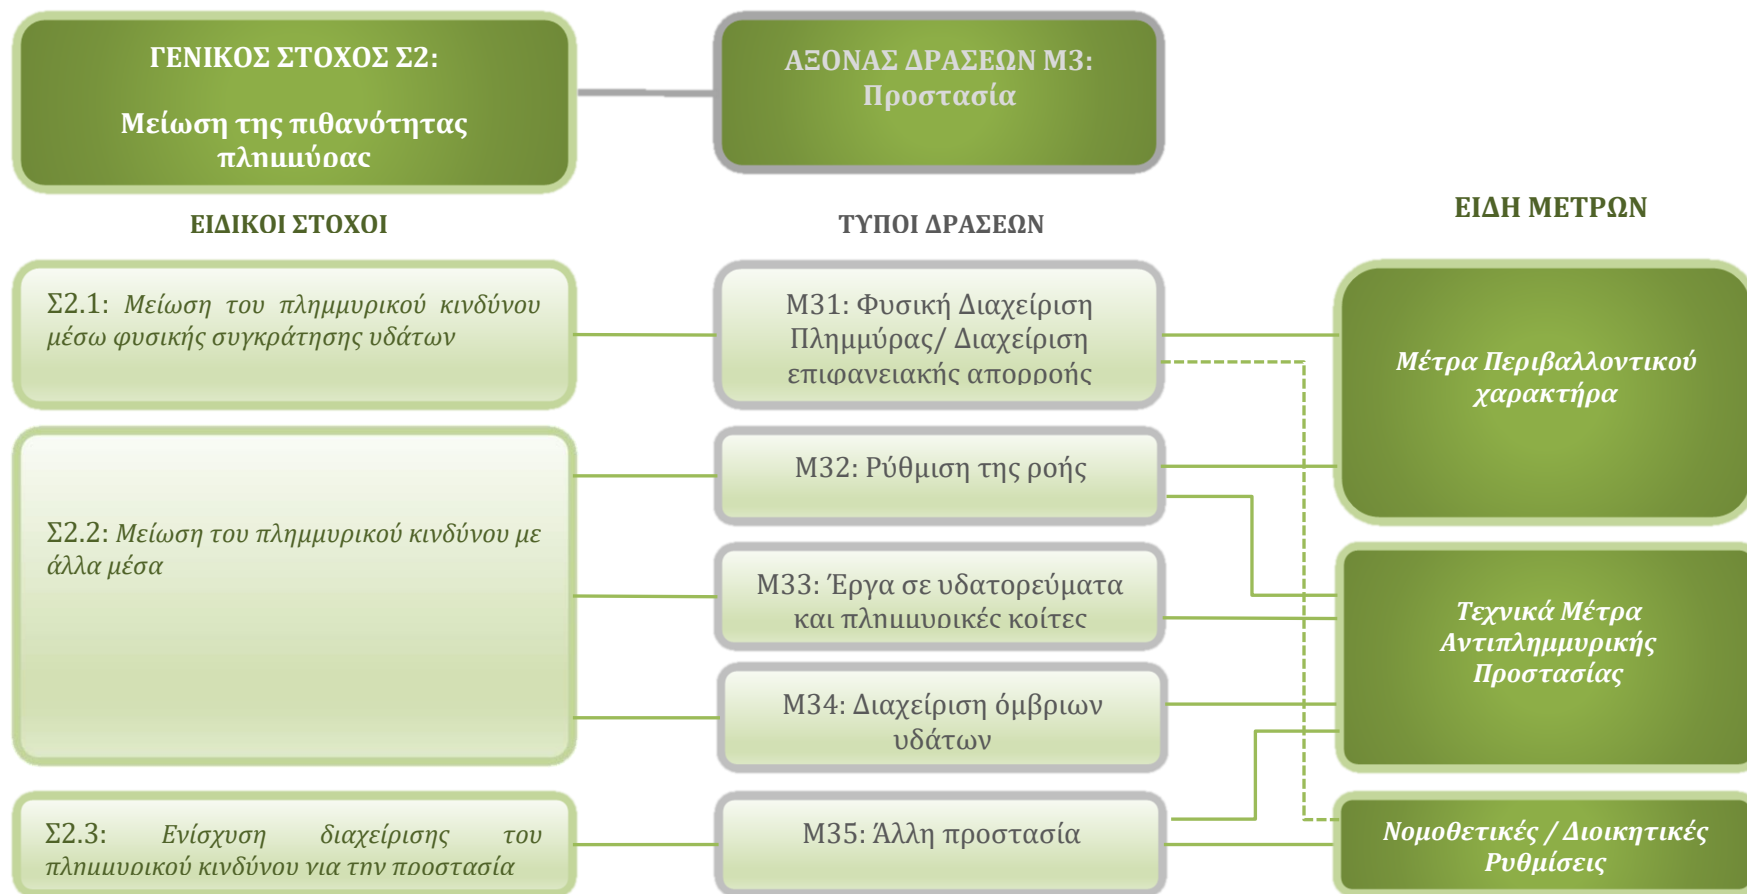 ΓΕΝΙΚΟΣ ΣΤΟΧΟΣ Σ2:
Μείωση της πιθανότητας
πλημμύρας
ΑΞΟΝΑΣ ΔΡΑΣΕΩΝ Μ3:
Προστασία
ΕΙΔΙΚΟΙ ΣΤΟΧΟΙ
ΤΥΠΟΙ ΔΡΑΣΕΩΝ
ΕΙΔΗ ΜΕΤΡΩΝ
Σ2.1: Μείωση του πλημμυρικού κινδύνου
μέσω φυσικής συγκράτησης υδάτων
Μ31: Φυσική Διαχείριση
Πλημμύρας/ Διαχείριση
επιφανειακής απορροής
Μέτρα Περιβαλλοντικού
χαρακτήρα
Μ32: Ρύθμιση της ροής
Σ2.2: Μείωση του πλημμυρικού κινδύνου με
άλλα μέσα
Μ33: Έργα σε υδατορεύματα
και πλημμυρικές κοίτες
Τεχνικά Μέτρα
Αντιπλημμυρικής
Προστασίας
Μ34: Διαχείριση όμβριων
υδάτων
Σ2.3: Ενίσχυση διαχείρισης του
πλημμυρικού κινδύνου για την προστασία
Μ35: Άλλη προστασία
Νομοθετικές / Διοικητικές
Ρυθμίσεις